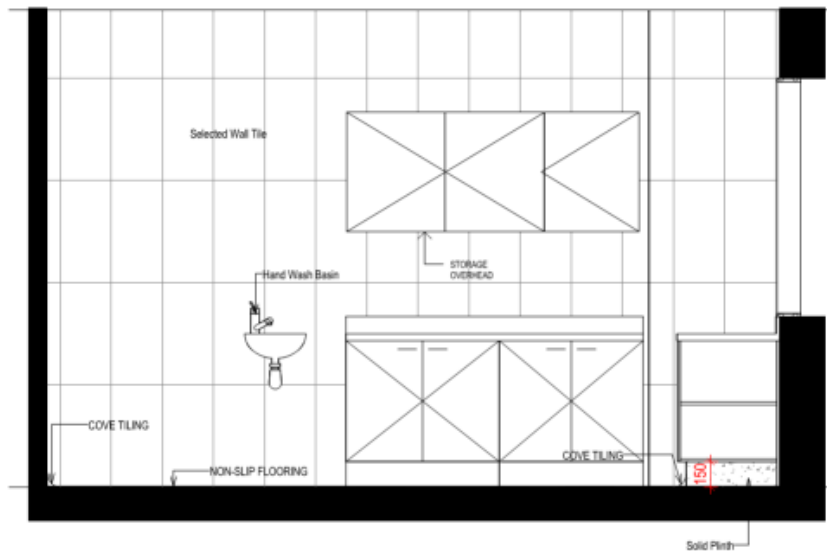 Selected Wall Tile
STORAGE
OVERHEAD
Hand Wash Basin
COVE TILING
COVE TILING
NON-SLIP FLOORING
150
Solid Plinth